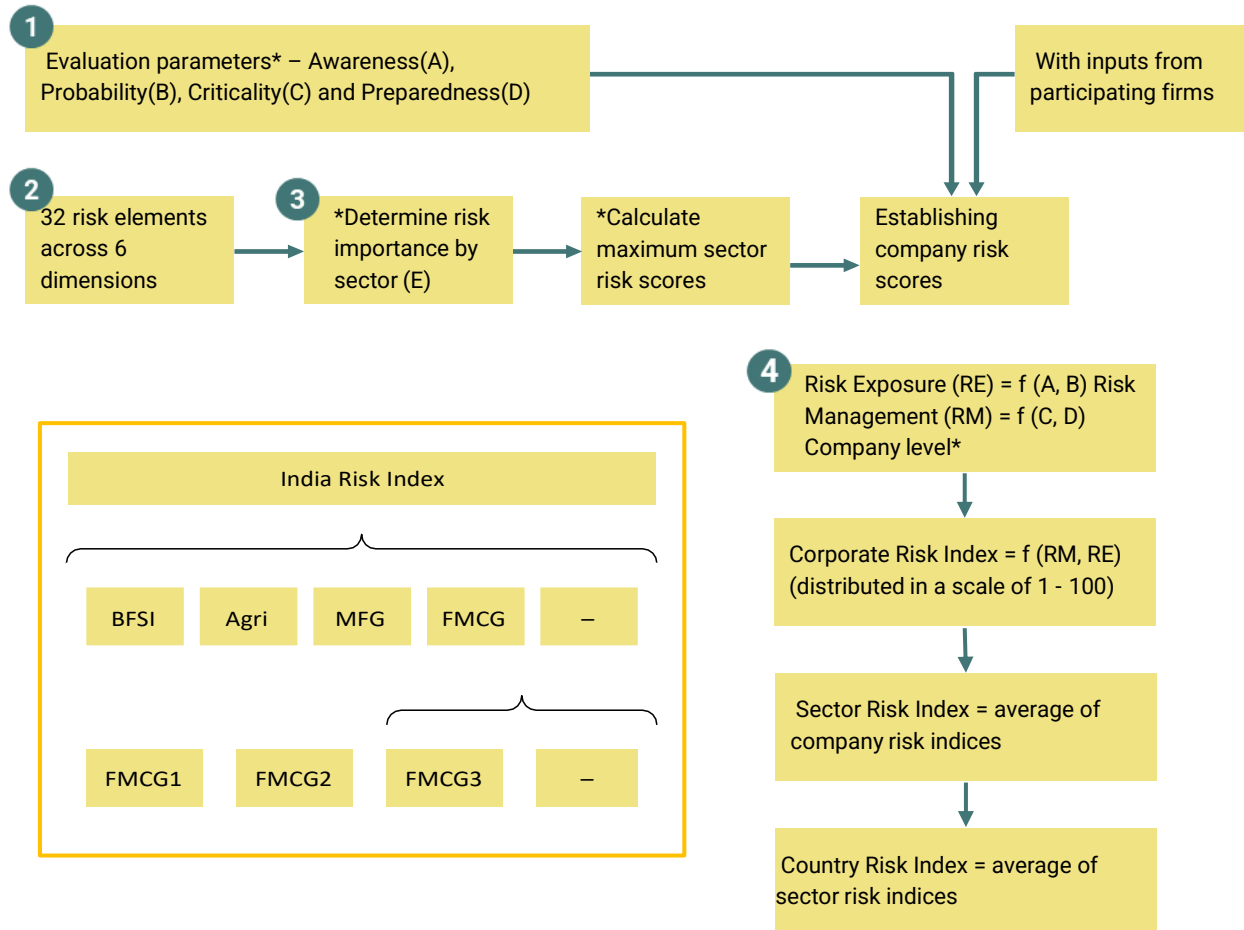 1
Evaluation parameters* – Awareness(A),
Probability(B), Criticality(C) and Preparedness(D)
With inputs from
participating firms
2
32 risk elements
across 6
dimensions
3
*Determine risk
importance by
sector (E)
*Calculate
maximum sector
risk scores
Establishing
company risk
scores
4
Risk Exposure (RE) = f (A, B) Risk
Management (RM) = f (C, D)
Company level*
Corporate Risk Index = f (RM, RE)
(distributed in a scale of 1 - 100)
Sector Risk Index = average of
company risk indices
Country Risk Index = average of
sector risk indices
India Risk Index
BFSI
Agri
MFG
FMCG
–
FMCG1
FMCG2
FMCG3
–